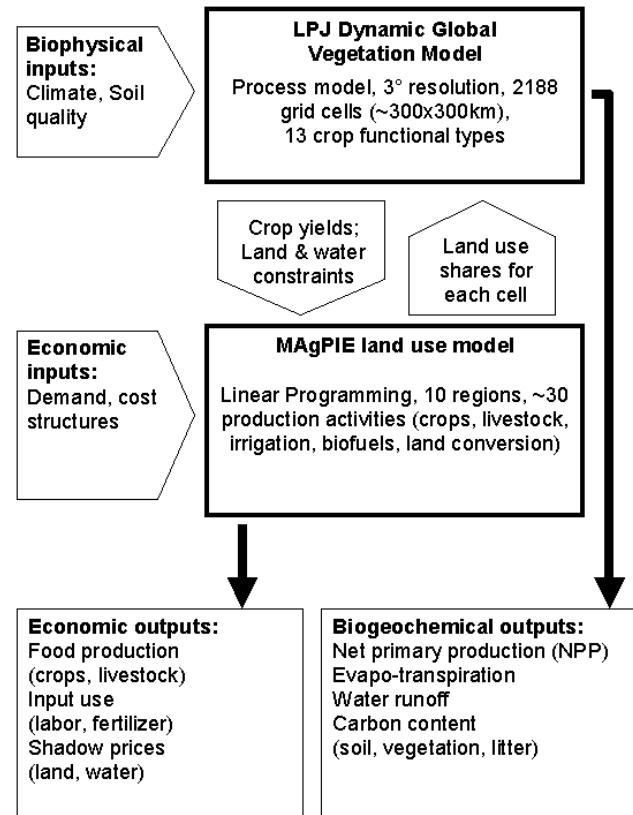 Biophysical
inputs:
Climate, Soil
quality
LPJ Dynamic Global
Vegetation Model
Process model, 3° resolution, 2188
grid cells (~300x300km),
13 crop functional types
Crop yields;
Land & water
constraints
Land use
shares for
each cell
Economic
inputs:
Demand, cost
structures
MAgPIE land use model
Linear Programming, 10 regions, ~30
production activities (crops, livestock,
irrigation, biofuels, land conversion)
Economic outputs:
Food production
(crops, livestock)
Input use
(labor, fertilizer)
Shadow prices
(land, water)
Biogeochemical outputs:
Net primary production (NPP)
Evapo-transpiration
Water runoff
Carbon content
(soil, vegetation, litter)